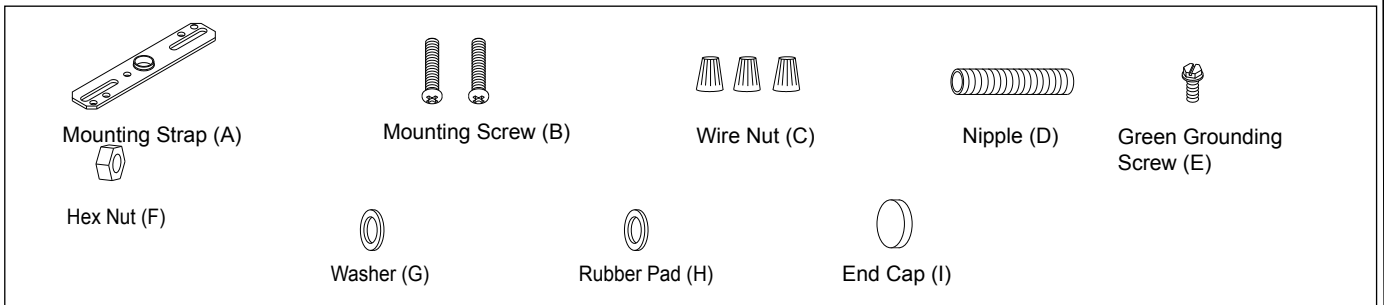 Mounting Strap (A)
Mounting Screw (B)
Wire Nut (C)
Nipple (D)
Green Grounding
Screw (E)
Hex Nut (F)
Washer (G)
Rubber Pad (H)
End Cap (I)